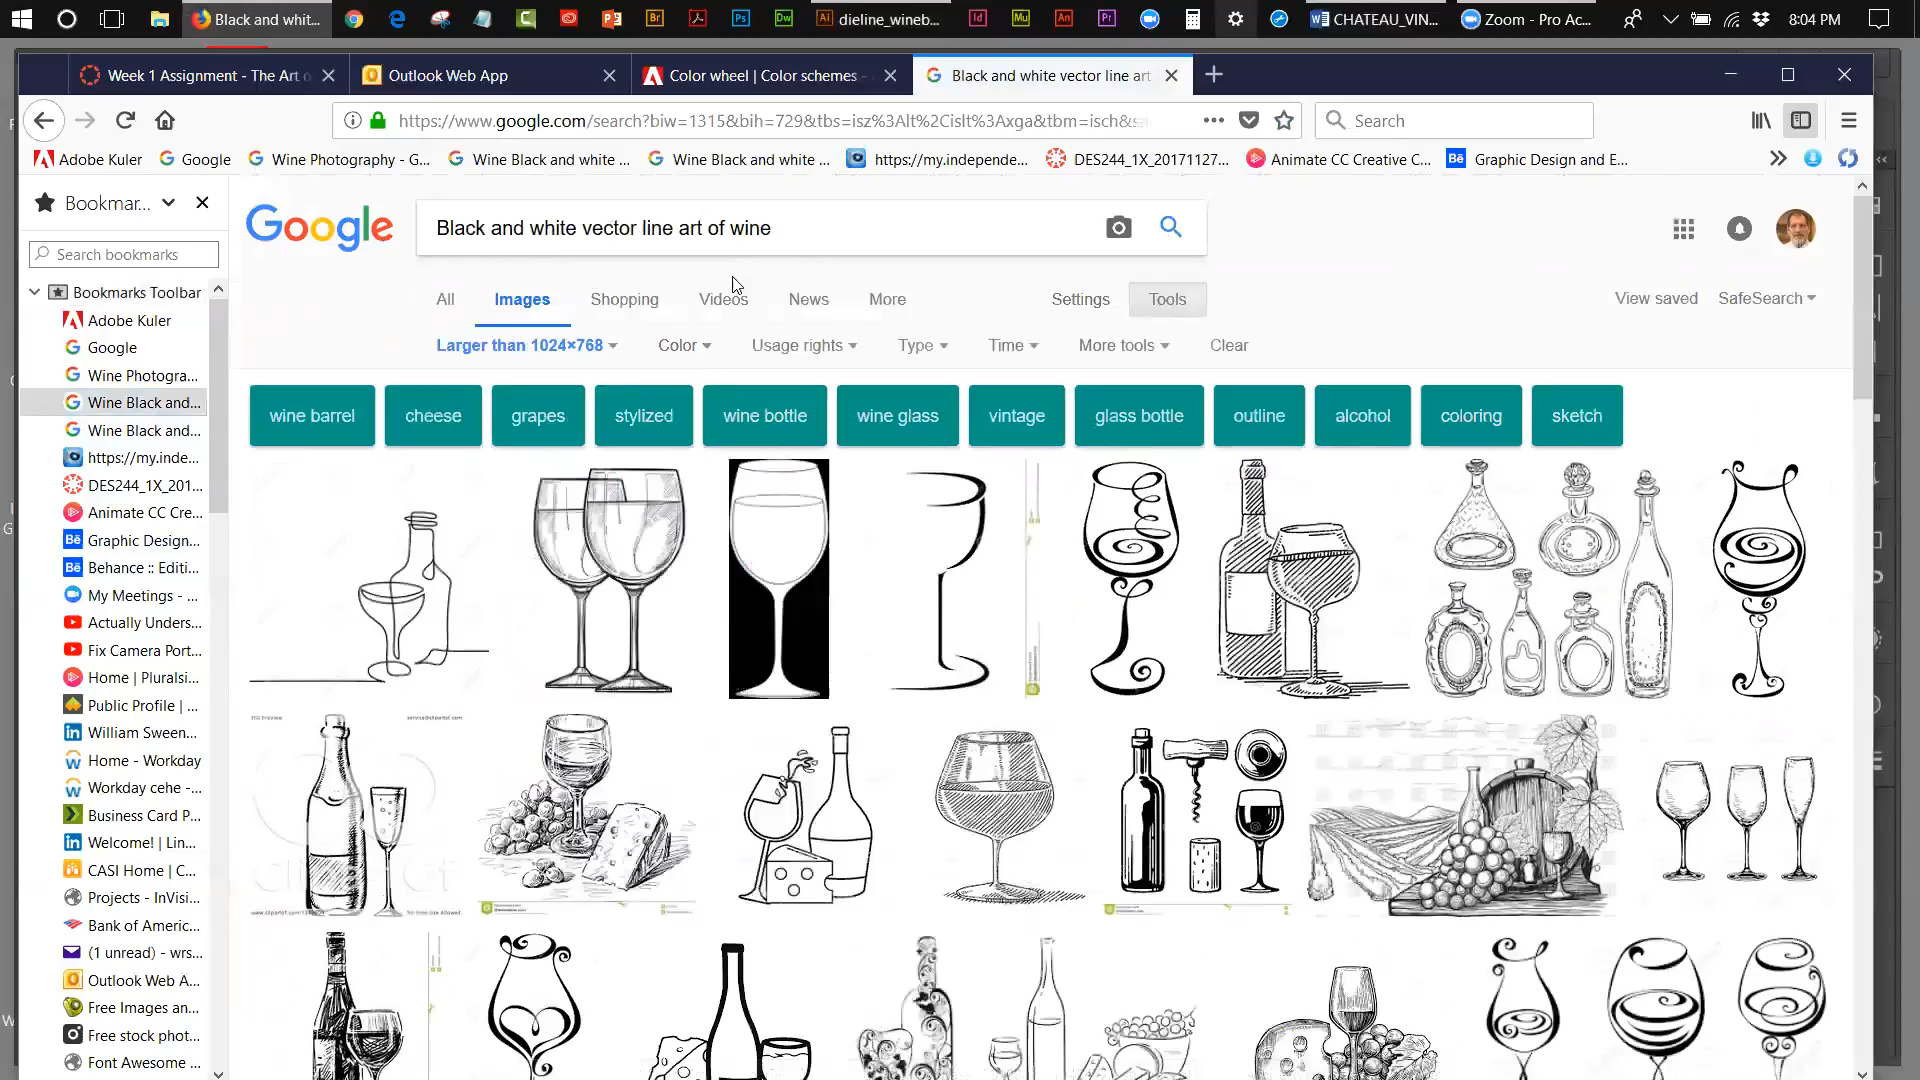 Black and whit...
dieline_wineb...
CHATEAU_VIN...
Zoom - Pro Ac...
8:04 PM
Week 1 Assignment - The Art o
Outlook Web App
Color wheel | Color schemes -
Black and white vector line art
https://www.google.com/search?biw=1315&bih=729&tbs=isz%3Alt%2Cislt%3Axga&tbm=isch&sa
Search
Adobe Kuler
Google
Wine Photography - G...
Wine Black and white ...
Wine Black and white ...
https://my.independe...
DES244_1X_20171127...
Animate CC Creative C...
Graphic Design and E...
Bookmar...
Search bookmarks
Bookmarks Toolbar
Adobe Kuler
Google
Wine Photogra...
Wine Black and...
Wine Black and...
https://my.inde...
DES244_1X_201...
Animate CC Cre...
Graphic Design...
Behance :: Editi...
My Meetings - ...
Actually Unders...
Fix Camera Port...
Home | Pluralsi...
Public Profile | ...
William Sween...
Home - Workday
Workday cehe -...
Business Card P...
Welcome! | Lin...
CASI Home | C...
Projects - InVisi...
Bank of Americ...
(1 unread) - wrs...
Outlook Web A...
Free Images an...
Free stock phot...
Font Awesome ...
Google
Black and white vector line art of wine
All
Images
Shopping
Videos
News
More
Settings
Tools
View saved
SafeSearch
Larger than 1024×768
Color
Usage rights
Type
Time
More tools
Clear
wine barrel
cheese
grapes
stylized
wine bottle
wine glass
vintage
glass bottle
outline
alcohol
coloring
sketch